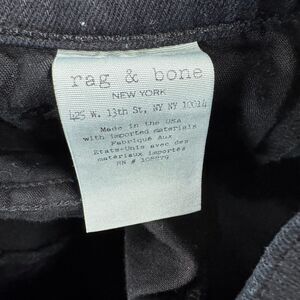 rag & bone
NEW YORK
425 W. 13th St, NY NY 10014
Made in the USA
with imported materials
Fabriqué Aux
États-Unis avec des
matériaux importés
RN #